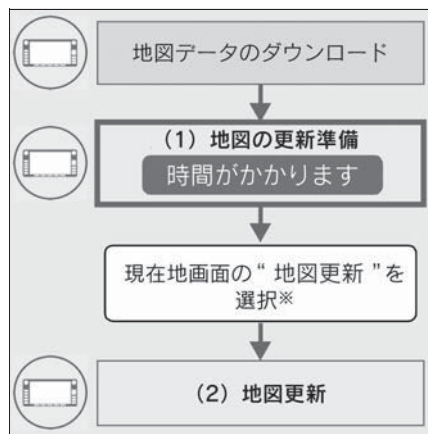 地図データのダウンロード
(1) 地図の更新準備
時間がかかります
現在地画面の“地図更新”を
選択※
(2) 地図更新